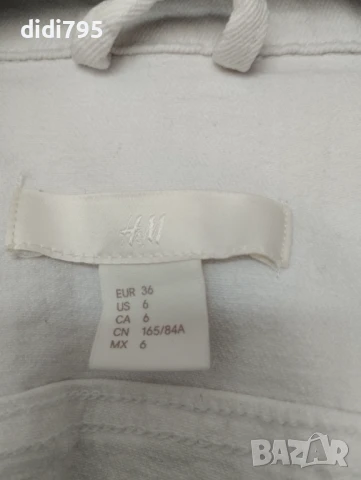 didi795
H&M
EUR 36
US 6
CA 6
CN 165/84A
MX 6
BAZAR